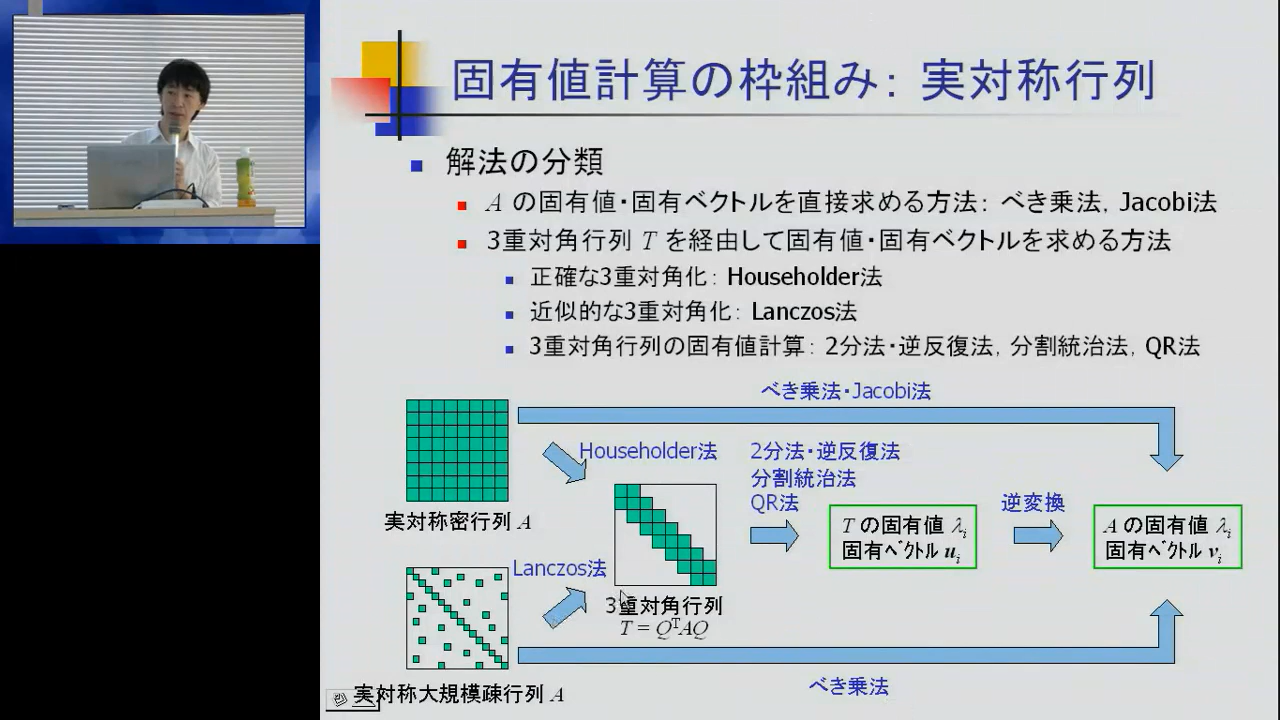 固有値計算の枠組み: 実対称行列
解法の分類
A の固有値・固有ベクトルを直接求める方法: べき乗法, Jacobi法
3重対角行列 T を経由して固有値・固有ベクトルを求める方法
正確な3重対角化: Householder法
近似的な3重対角化: Lanczos法
3重対角行列の固有値計算: 2分法・逆反復法, 分割統治法, QR法
べき乗法・Jacobi法
Householder法
2分法・逆反復法
分割統治法
QR法
実対称密行列 A
逆変換
T の固有値 λi
固有ベクトル ui
A の固有値 λi
固有ベクトル vi
Lanczos法
3重対角行列
T = QTAQ
べき乗法
実対称大規模疎行列 A